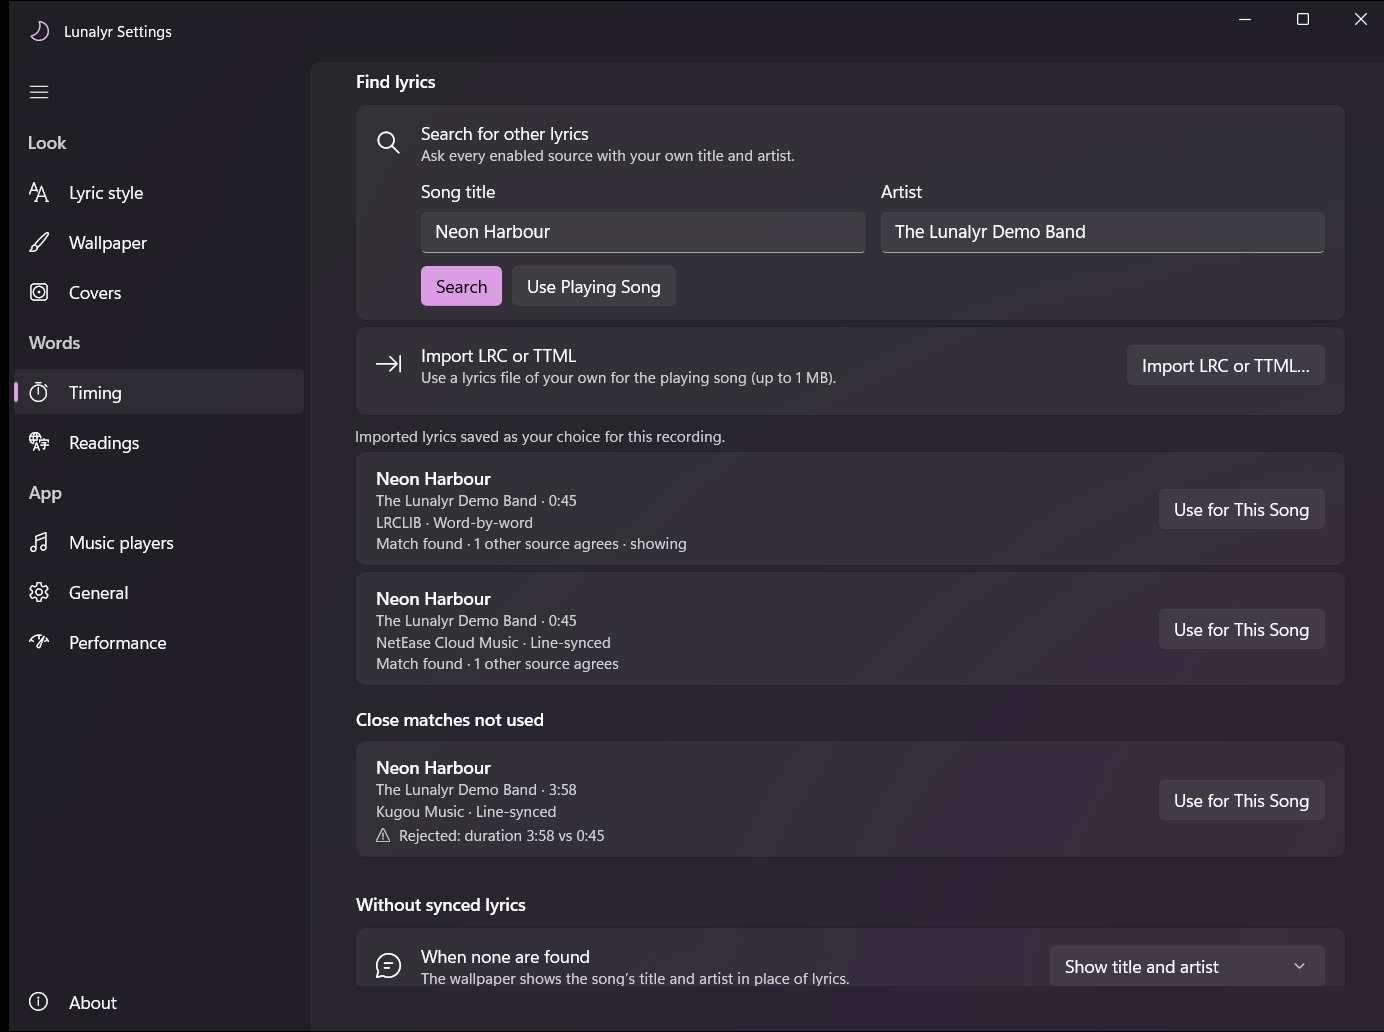 Lunalyr Settings
Look
Lyric style
Wallpaper
Covers
Words
Timing
Readings
App
Music players
General
Performance
About
Find lyrics
Search for other lyrics
Ask every enabled source with your own title and artist.
Song title
Artist
Neon Harbour
The Lunalyr Demo Band
Search
Use Playing Song
Import LRC or TTML
Use a lyrics file of your own for the playing song (up to 1 MB).
Import LRC or TTML...
Imported lyrics saved as your choice for this recording.
Neon Harbour
The Lunalyr Demo Band · 0:45
LRCLIB · Word-by-word
Match found · 1 other source agrees · showing
Use for This Song
Neon Harbour
The Lunalyr Demo Band · 0:45
NetEase Cloud Music · Line-synced
Match found · 1 other source agrees
Use for This Song
Close matches not used
Neon Harbour
The Lunalyr Demo Band · 3:58
Kugou Music · Line-synced
Rejected: duration 3:58 vs 0:45
Use for This Song
Without synced lyrics
When none are found
The wallpaper shows the song’s title and artist in place of lyrics.
Show title and artist